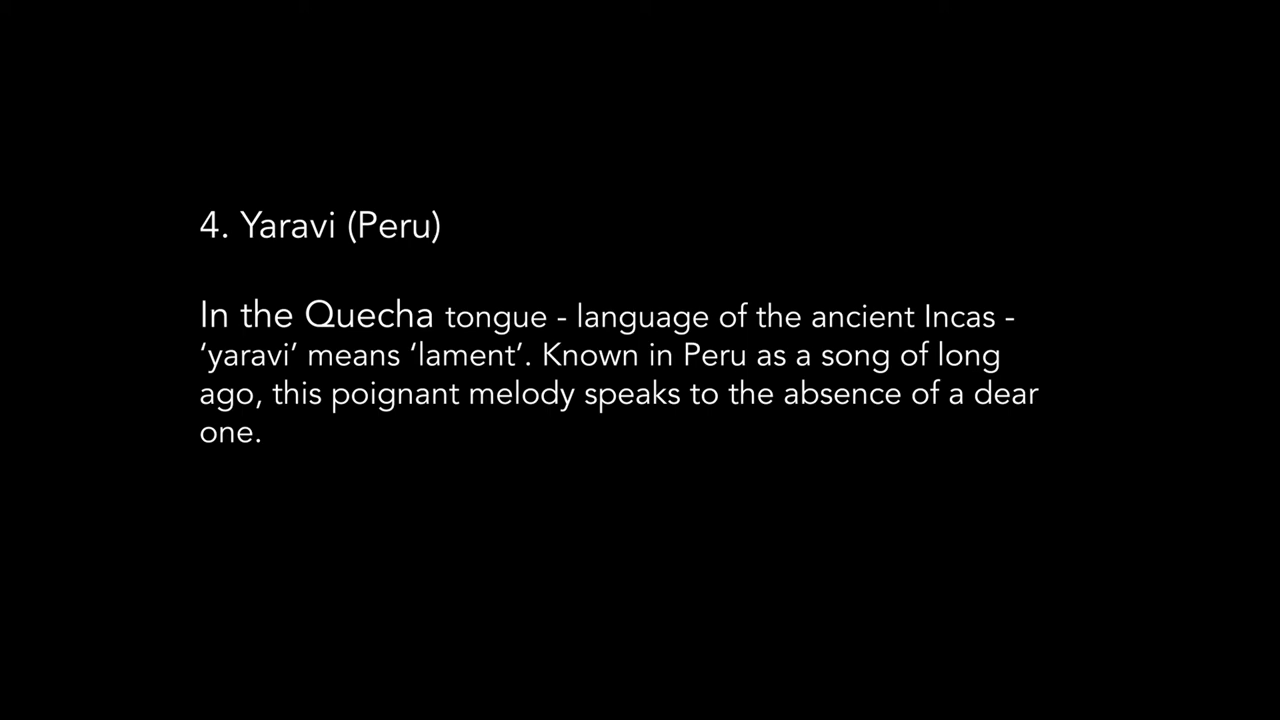 4. Yaravi (Peru)
In the Quecha tongue - language of the ancient Incas -
‘yaravi’ means ‘lament’. Known in Peru as a song of long
ago, this poignant melody speaks to the absence of a dear
one.